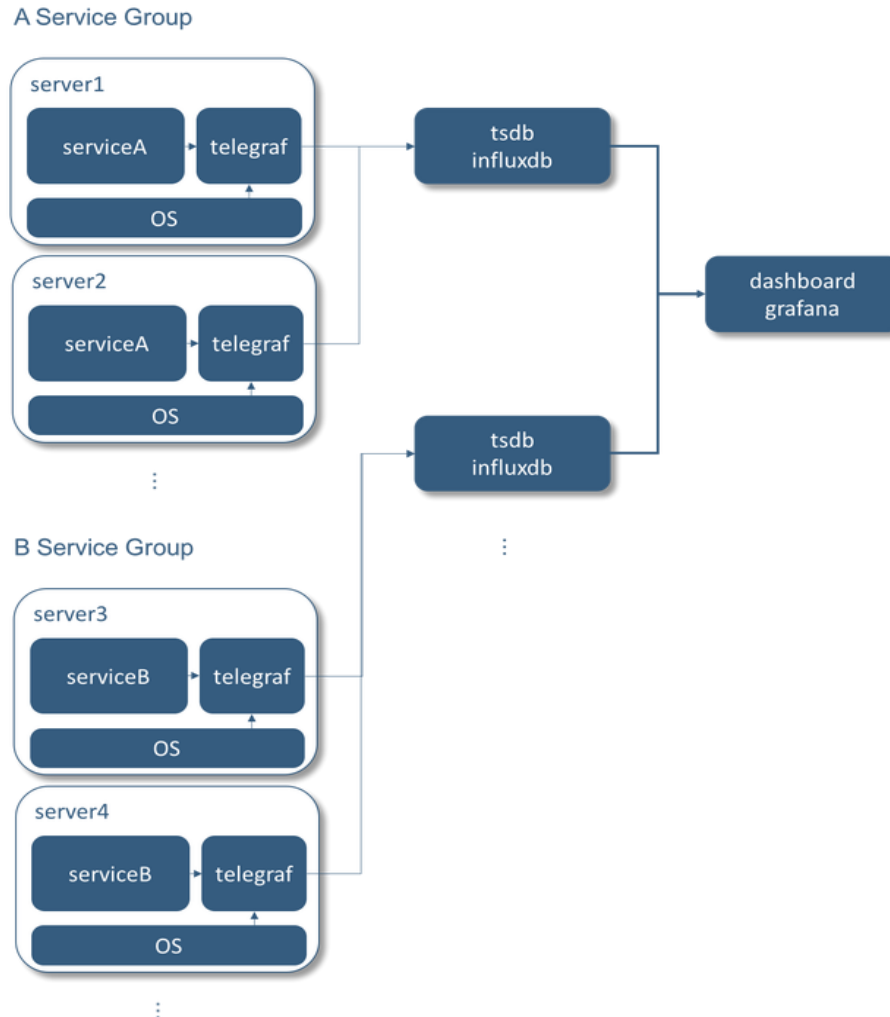 A Service Group
server1
serviceA
telegraf
OS
server2
serviceA
telegraf
OS
⋮
B Service Group
server3
serviceB
telegraf
OS
server4
serviceB
telegraf
OS
⋮
tsdb
influxdb
tsdb
influxdb
⋮
dashboard
grafana